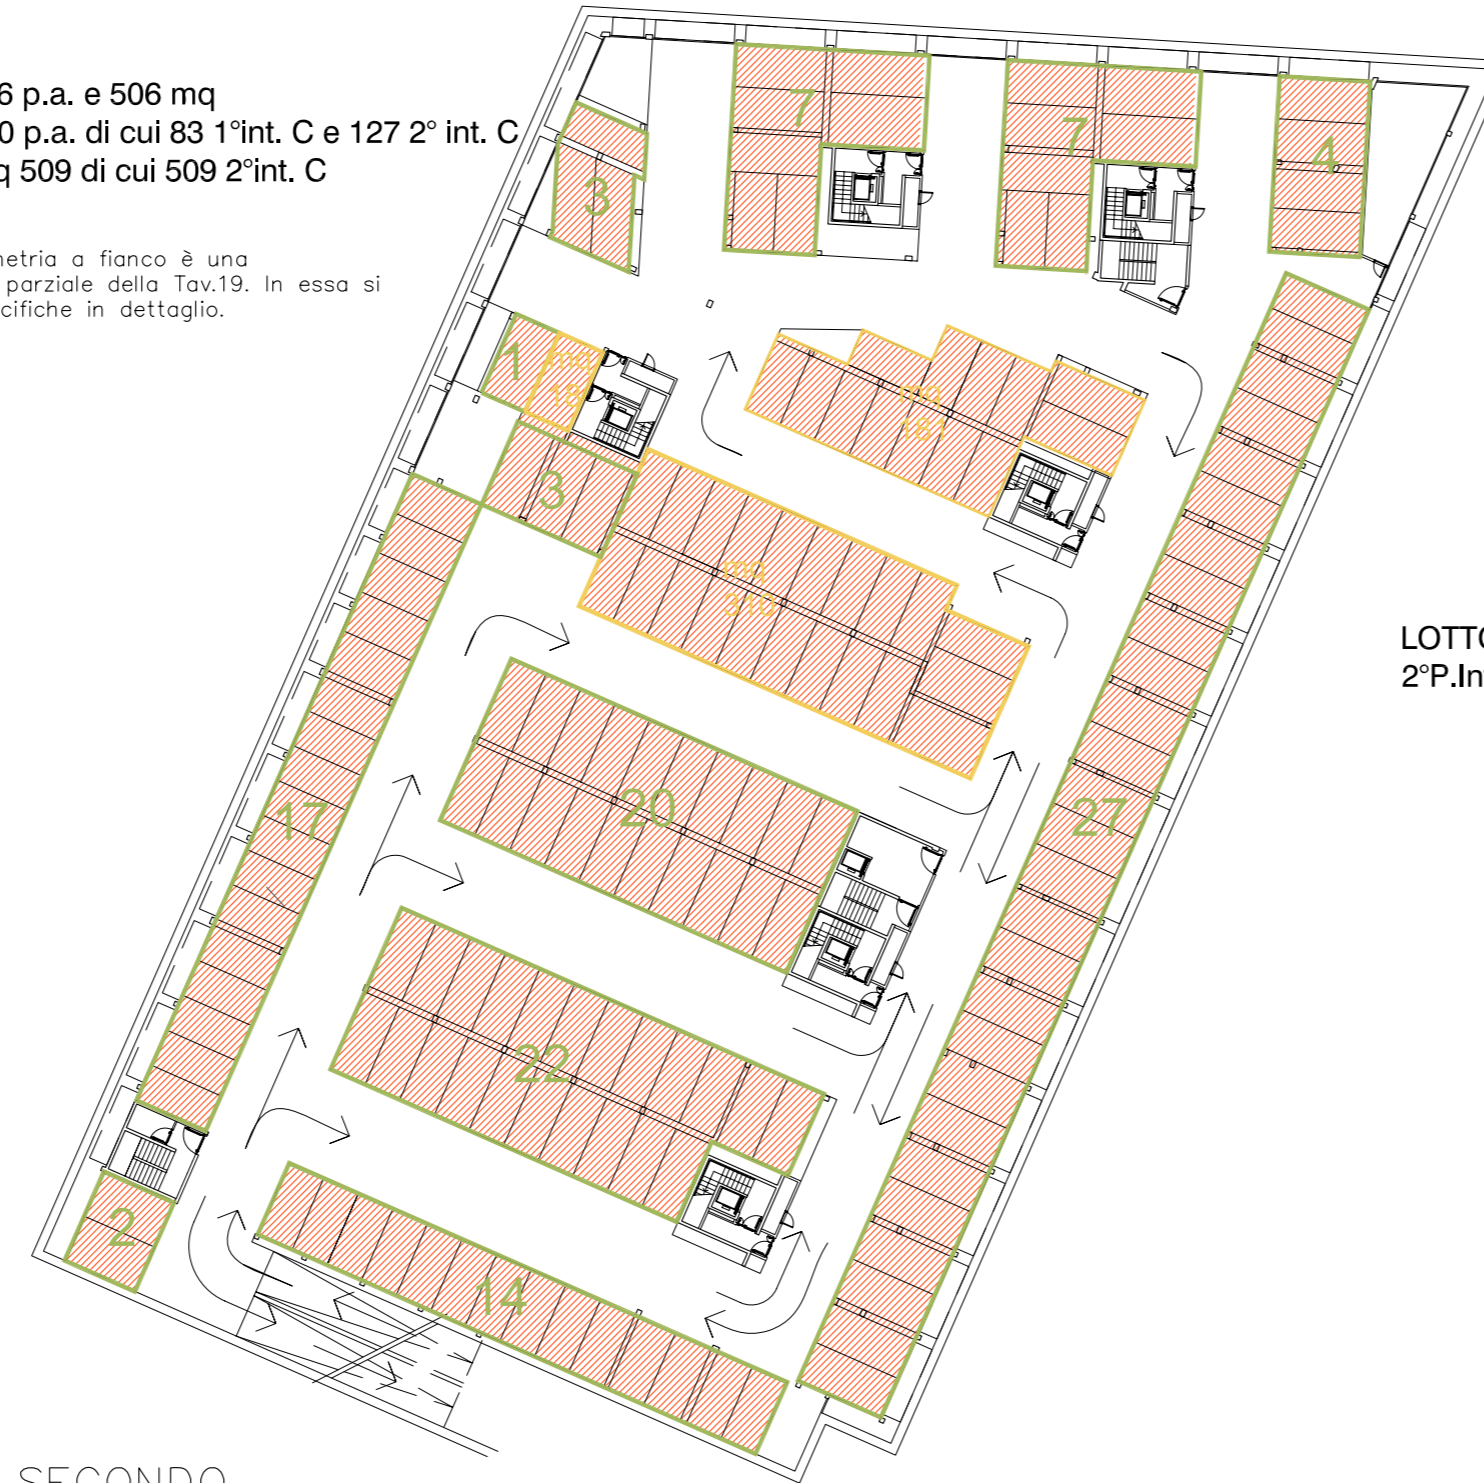 6 p.a. e 506 mq
0 p.a. di cui 83 1°int. C e 127 2° int. C
q 509 di cui 509 2°int. C
netria a fianco è una
parziale della Tav.19. In essa si
cifiche in dettaglio.
7
7
4
3
1
mq
18
mq
181
3
mq
310
LOTTO
2°P.In
17
20
27
22
2
14
SECONDO